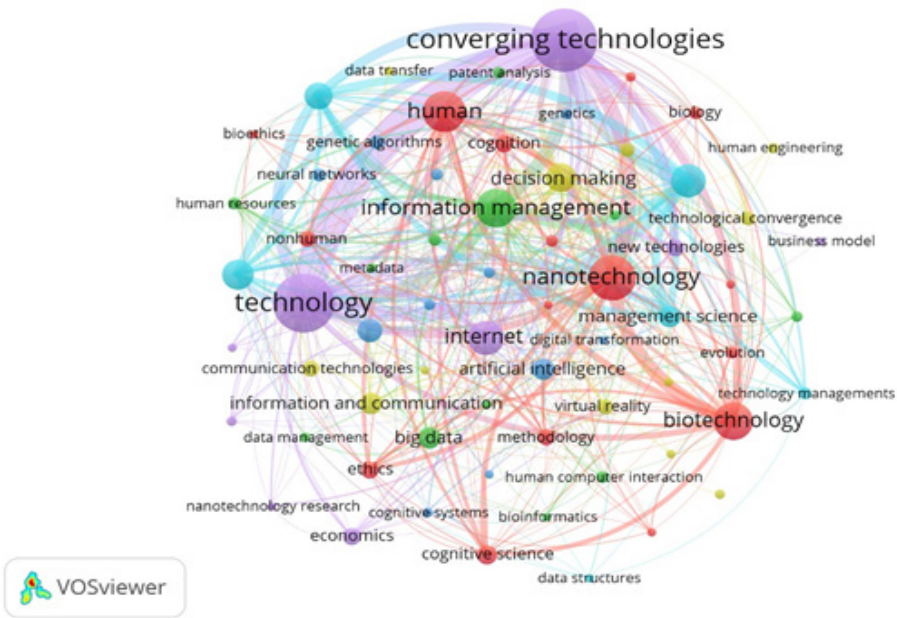 converging technologies
data transfer
patent analysis
human
genetics
biology
bioethics
genetic algorithms
cognition
human engineering
neural networks
decision making
human resources
information management
technological convergence
nonhuman
new technologies
business model
metadata
nanotechnology
technology
management science
internet
digital transformation
evolution
communication technologies
artificial intelligence
technology managements
information and communication
virtual reality
biotechnology
data management
big data
methodology
ethics
human computer interaction
nanotechnology research
cognitive systems
bioinformatics
economics
cognitive science
data structures
VOSviewer